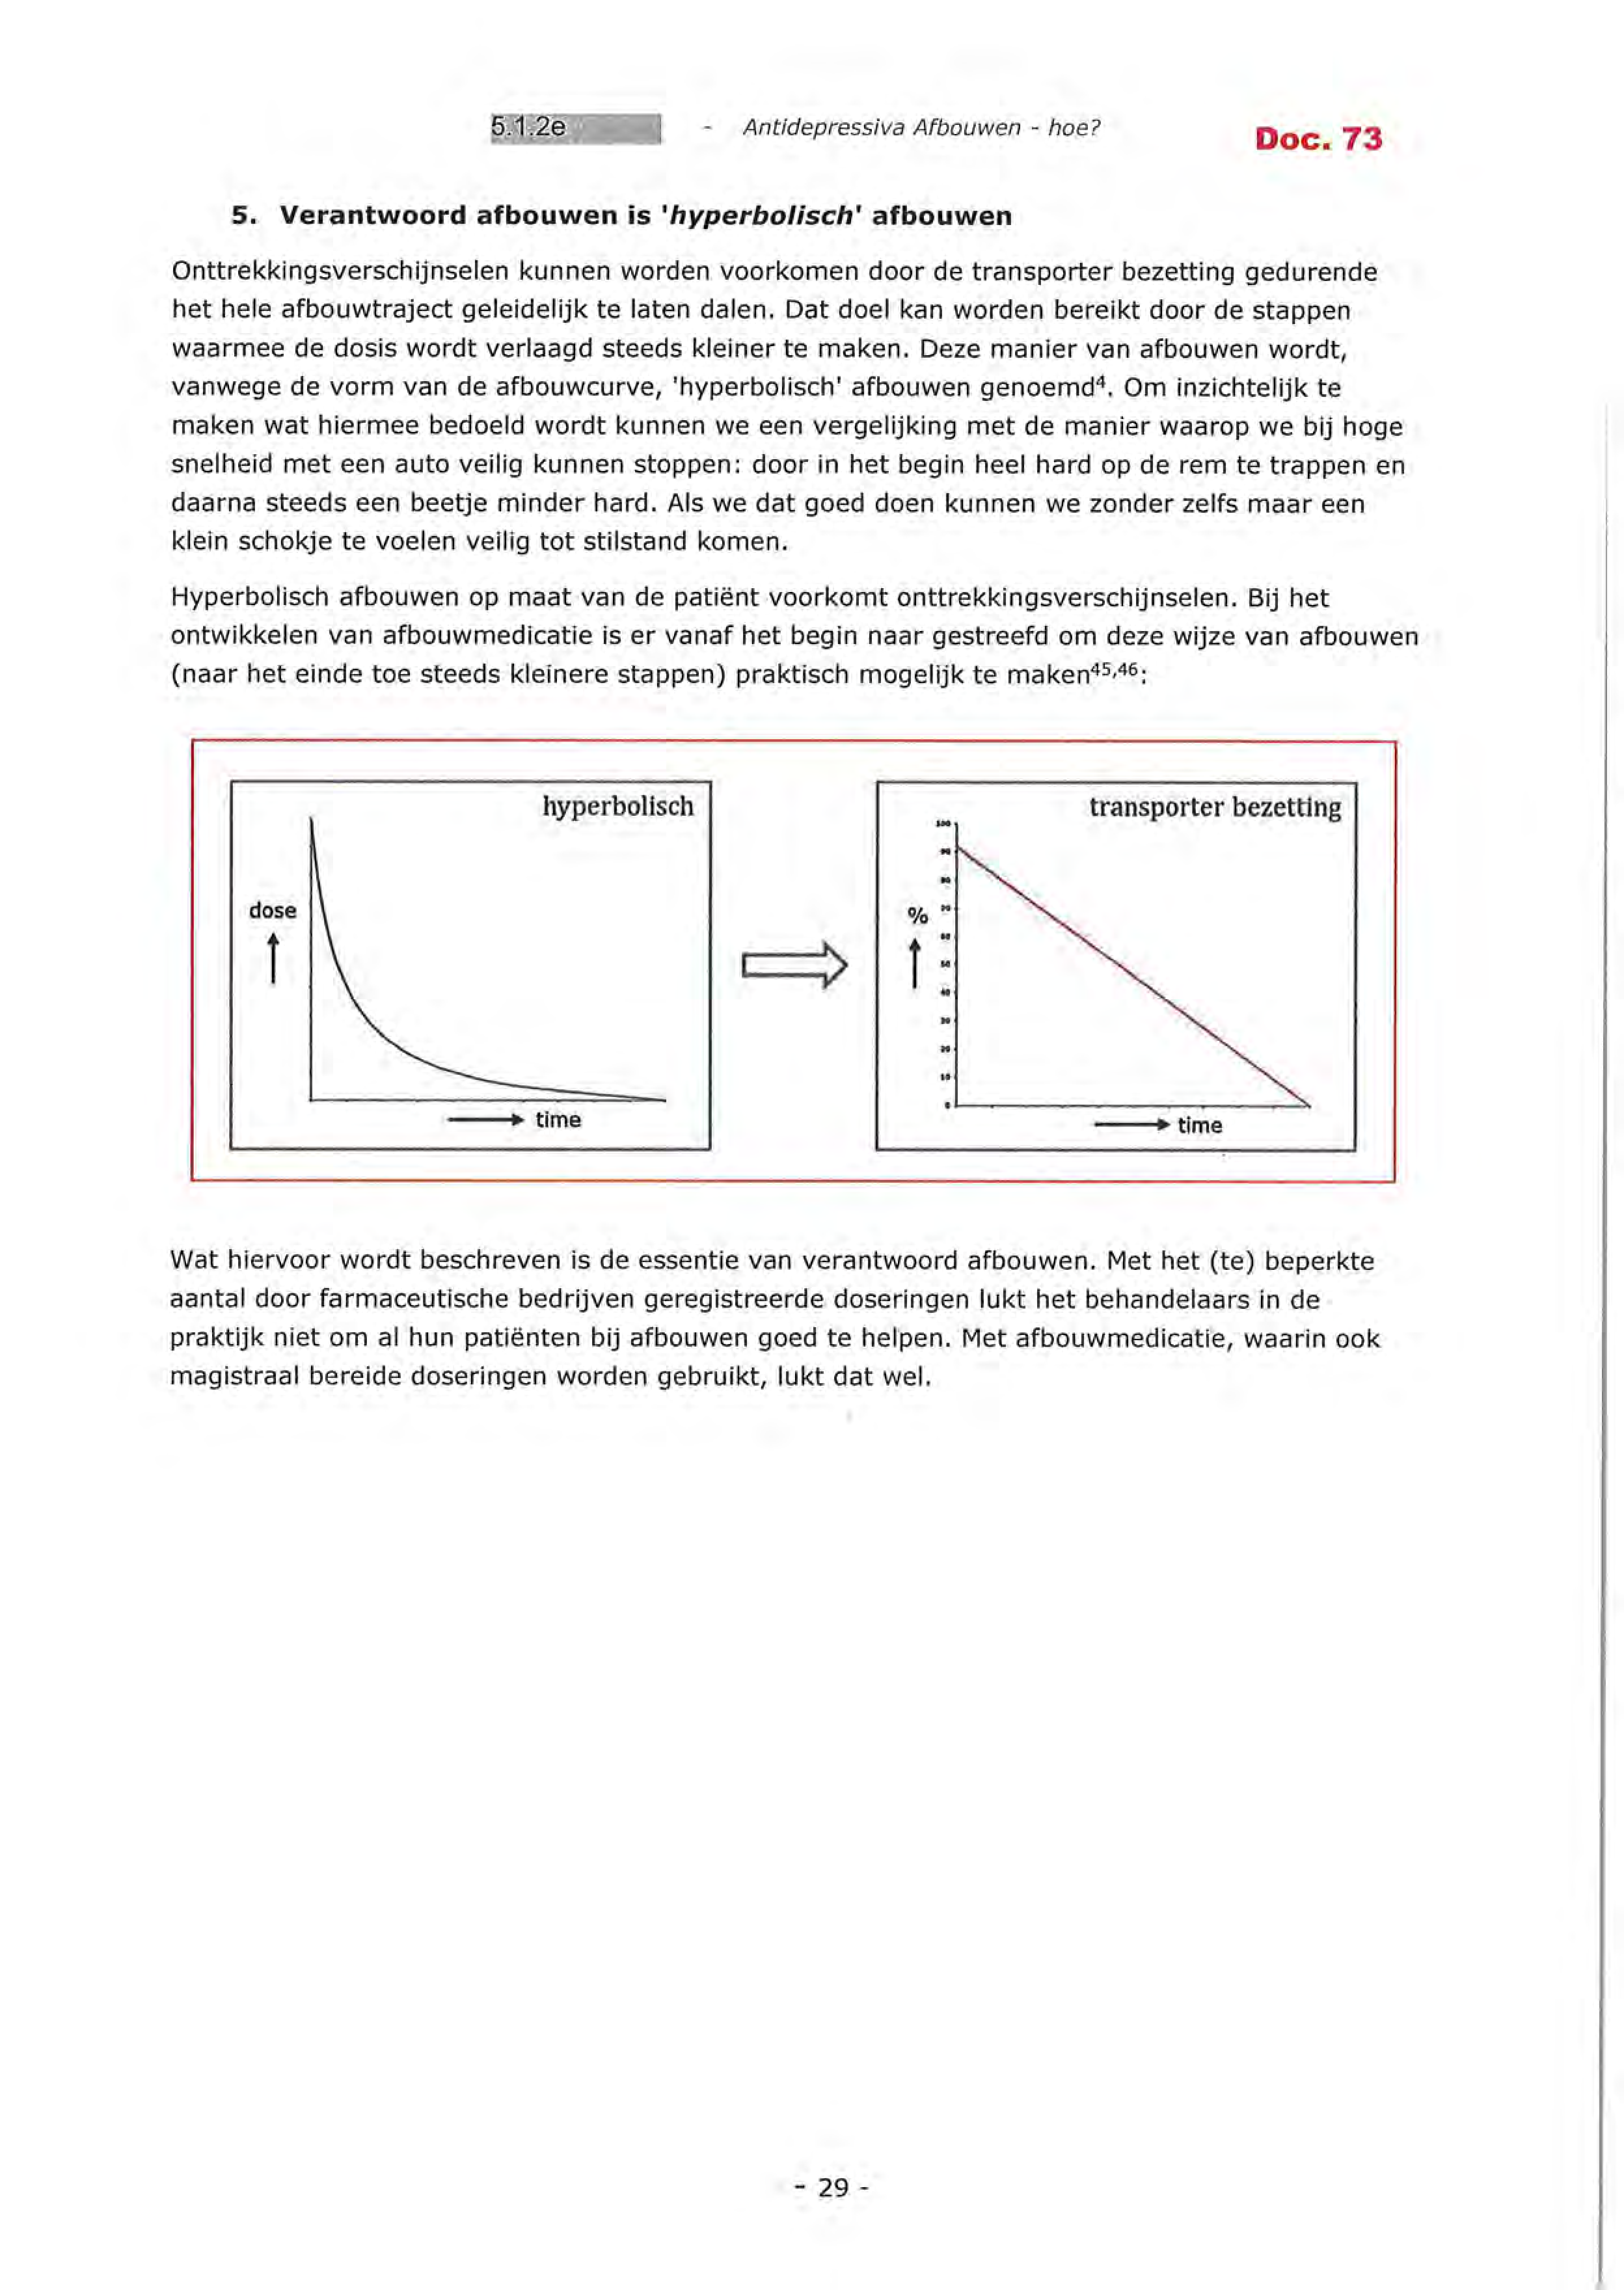 5.1.2e - Antidepressiva Afbouwen - hoe? Doc. 73
5. Verantwoord afbouwen is 'hyperbolisch' afbouwen
Onttrekkingsverschijnselen kunnen worden voorkomen door de transporter bezetting gedurende
het hele afbouwtraject geleidelijk te laten dalen. Dat doel kan worden bereikt door de stappen
waarmee de dosis wordt verlaagd steeds kleiner te maken. Deze manier van afbouwen wordt,
vanwege de vorm van de afbouwcurve, 'hyperbolisch' afbouwen genoemd⁴. Om inzichtelijk te
maken wat hiermee bedoeld wordt kunnen we een vergelijking met de manier waarop we bij hoge
snelheid met een auto veilig kunnen stoppen: door in het begin heel hard op de rem te trappen en
daarna steeds een beetje minder hard. Als we dat goed doen kunnen we zonder zelfs maar een
klein schokje te voelen veilig tot stilstand komen.
Hyperbolisch afbouwen op maat van de patiënt voorkomt onttrekkingsverschijnselen. Bij het
ontwikkelen van afbouwmedicatie is er vanaf het begin naar gestreefd om deze wijze van afbouwen
(naar het einde toe steeds kleinere stappen) praktisch mogelijk te maken⁴⁵,⁴⁶:
hyperbolisch
dose
time
transporter bezetting
%
100
90
80
70
60
50
40
30
20
10
0
time
Wat hiervoor wordt beschreven is de essentie van verantwoord afbouwen. Met het (te) beperkte
aantal door farmaceutische bedrijven geregistreerde doseringen lukt het behandelaars in de
praktijk niet om al hun patiënten bij afbouwen goed te helpen. Met afbouwmedicatie, waarin ook
magistraal bereide doseringen worden gebruikt, lukt dat wel.
- 29 -